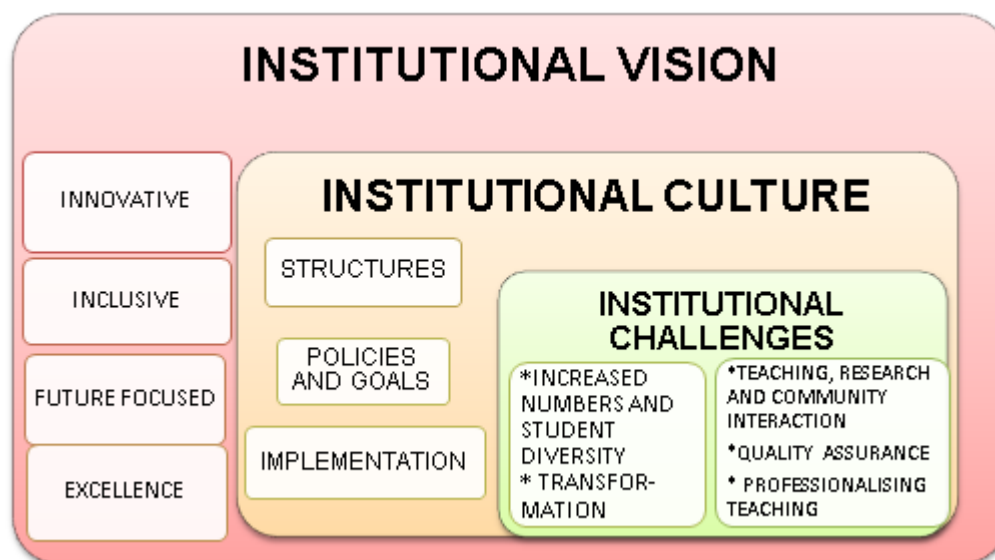 INSTITUTIONAL VISION
INNOVATIVE
INCLUSIVE
FUTURE FOCUSED
EXCELLENCE
INSTITUTIONAL CULTURE
STRUCTURES
POLICIES
AND GOALS
IMPLEMENTATION
INSTITUTIONAL
CHALLENGES
*INCREASED
NUMBERS AND
STUDENT
DIVERSITY
* TRANSFOR-
MATION
*TEACHING, RESEARCH
AND COMMUNITY
INTERACTION
*QUALITY ASSURANCE
* PROFESSIONALISING
TEACHING